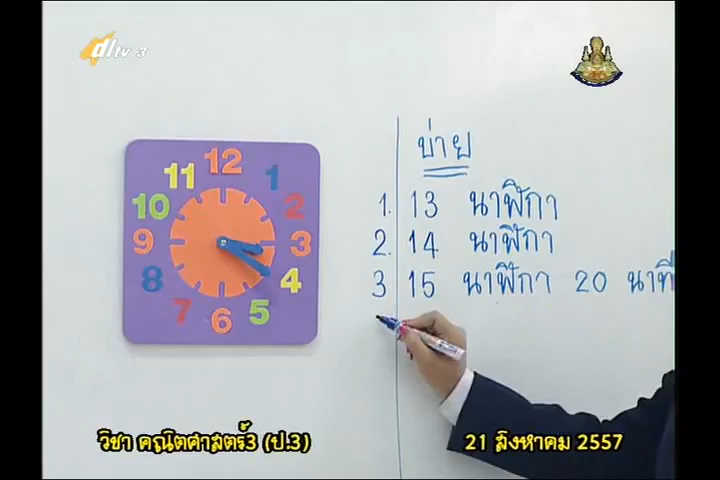 dltv 3
บ่าย
12
11 1
10 2
9 3
8 4
7 5
6
1. 13 นาฬิกา
2. 14 นาฬิกา
3 15 นาฬิกา 20 นาที
วิชา คณิตศาสตร์3 (ป.3)
21 สิงหาคม 2557